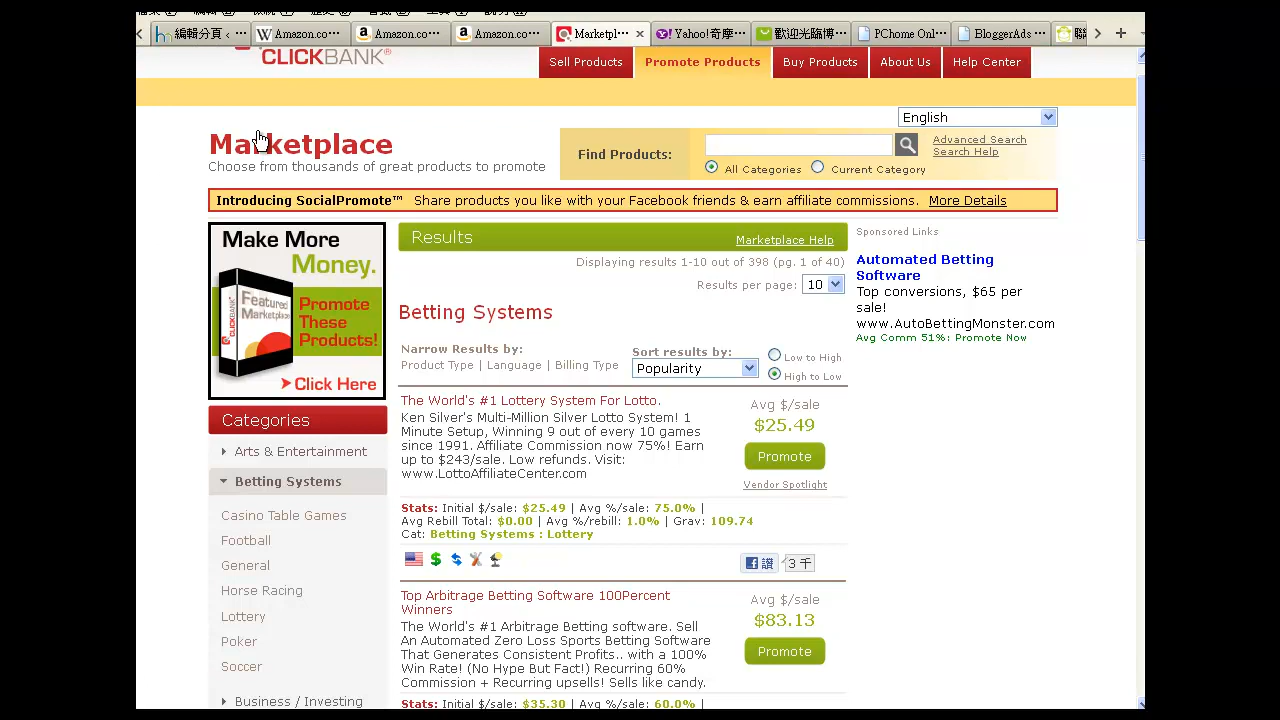 編輯分頁 ‹ ...
Amazon.co...
Amazon.co...
Amazon.co...
Marketpl...
Yahoo!奇摩...
歡迎光臨博...
PChome Onl...
BloggerAds ...
CLICKBANK®
Sell Products
Promote Products
Buy Products
About Us
Help Center
English
Marketplace
Choose from thousands of great products to promote
Find Products:
Advanced Search
Search Help
All Categories
Current Category
Introducing SocialPromote™ Share products you like with your Facebook friends & earn affiliate commissions. More Details
Make More
Money.
Featured
Marketplace
CLICKBANK
Promote
These
Products!
Click Here
Categories
Arts & Entertainment
Betting Systems
Casino Table Games
Football
General
Horse Racing
Lottery
Poker
Soccer
Business / Investing
Results
Marketplace Help
Displaying results 1-10 out of 398 (pg. 1 of 40)
Results per page: 10
Betting Systems
Narrow Results by:
Product Type | Language | Billing Type
Sort results by:
Popularity
Low to High
High to Low
The World's #1 Lottery System For Lotto.
Ken Silver's Multi-Million Silver Lotto System! 1
Minute Setup, Winning 9 out of every 10 games
since 1991. Affiliate Commission now 75%! Earn
up to $243/sale. Low refunds. Visit:
www.LottoAffiliateCenter.com
Avg $/sale
$25.49
Promote
Vendor Spotlight
Stats: Initial $/sale: $25.49 | Avg %/sale: 75.0% |
Avg Rebill Total: $0.00 | Avg %/rebill: 1.0% | Grav: 109.74
Cat: Betting Systems : Lottery
讚
3 千
Top Arbitrage Betting Software 100Percent
Winners
The World's #1 Arbitrage Betting software. Sell
An Automated Zero Loss Sports Betting Software
That Generates Consistent Profits.. with a 100%
Win Rate! (No Hype But Fact!) Recurring 60%
Commission + Recurring upsells! Sells like candy.
Avg $/sale
$83.13
Promote
Stats: Initial $/sale: $35.30 | Avg %/sale: 60.0% |
Sponsored Links
Automated Betting
Software
Top conversions, $65 per
sale!
www.AutoBettingMonster.com
Avg Comm 51%: Promote Now